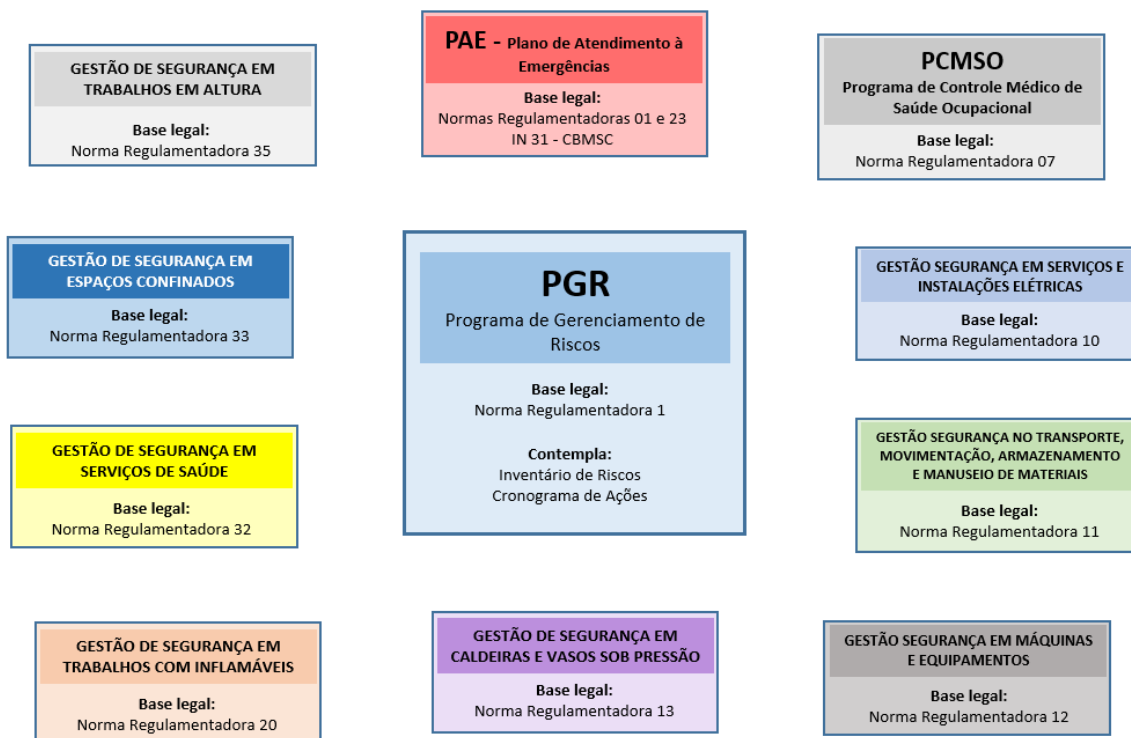 GESTÃO DE SEGURANÇA EM
TRABALHOS EM ALTURA
Base legal:
Norma Regulamentadora 35
PAE - Plano de Atendimento à
Emergências
Base legal:
Normas Regulamentadoras 01 e 23
IN 31 - CBMSC
PCMSO
Programa de Controle Médico de
Saúde Ocupacional
Base legal:
Norma Regulamentadora 07
GESTÃO DE SEGURANÇA EM
ESPAÇOS CONFINADOS
Base legal:
Norma Regulamentadora 33
PGR
Programa de Gerenciamento de
Riscos
Base legal:
Norma Regulamentadora 1
Contempla:
Inventário de Riscos
Cronograma de Ações
GESTÃO SEGURANÇA EM SERVIÇOS E
INSTALAÇÕES ELÉTRICAS
Base legal:
Norma Regulamentadora 10
GESTÃO DE SEGURANÇA EM
SERVIÇOS DE SAÚDE
Base legal:
Norma Regulamentadora 32
GESTÃO SEGURANÇA NO TRANSPORTE,
MOVIMENTAÇÃO, ARMAZENAMENTO
E MANUSEIO DE MATERIAIS
Base legal:
Norma Regulamentadora 11
GESTÃO DE SEGURANÇA EM
TRABALHOS COM INFLAMÁVEIS
Base legal:
Norma Regulamentadora 20
GESTÃO DE SEGURANÇA EM
CALDEIRAS E VASOS SOB PRESSÃO
Base legal:
Norma Regulamentadora 13
GESTÃO SEGURANÇA EM MÁQUINAS
E EQUIPAMENTOS
Base legal:
Norma Regulamentadora 12